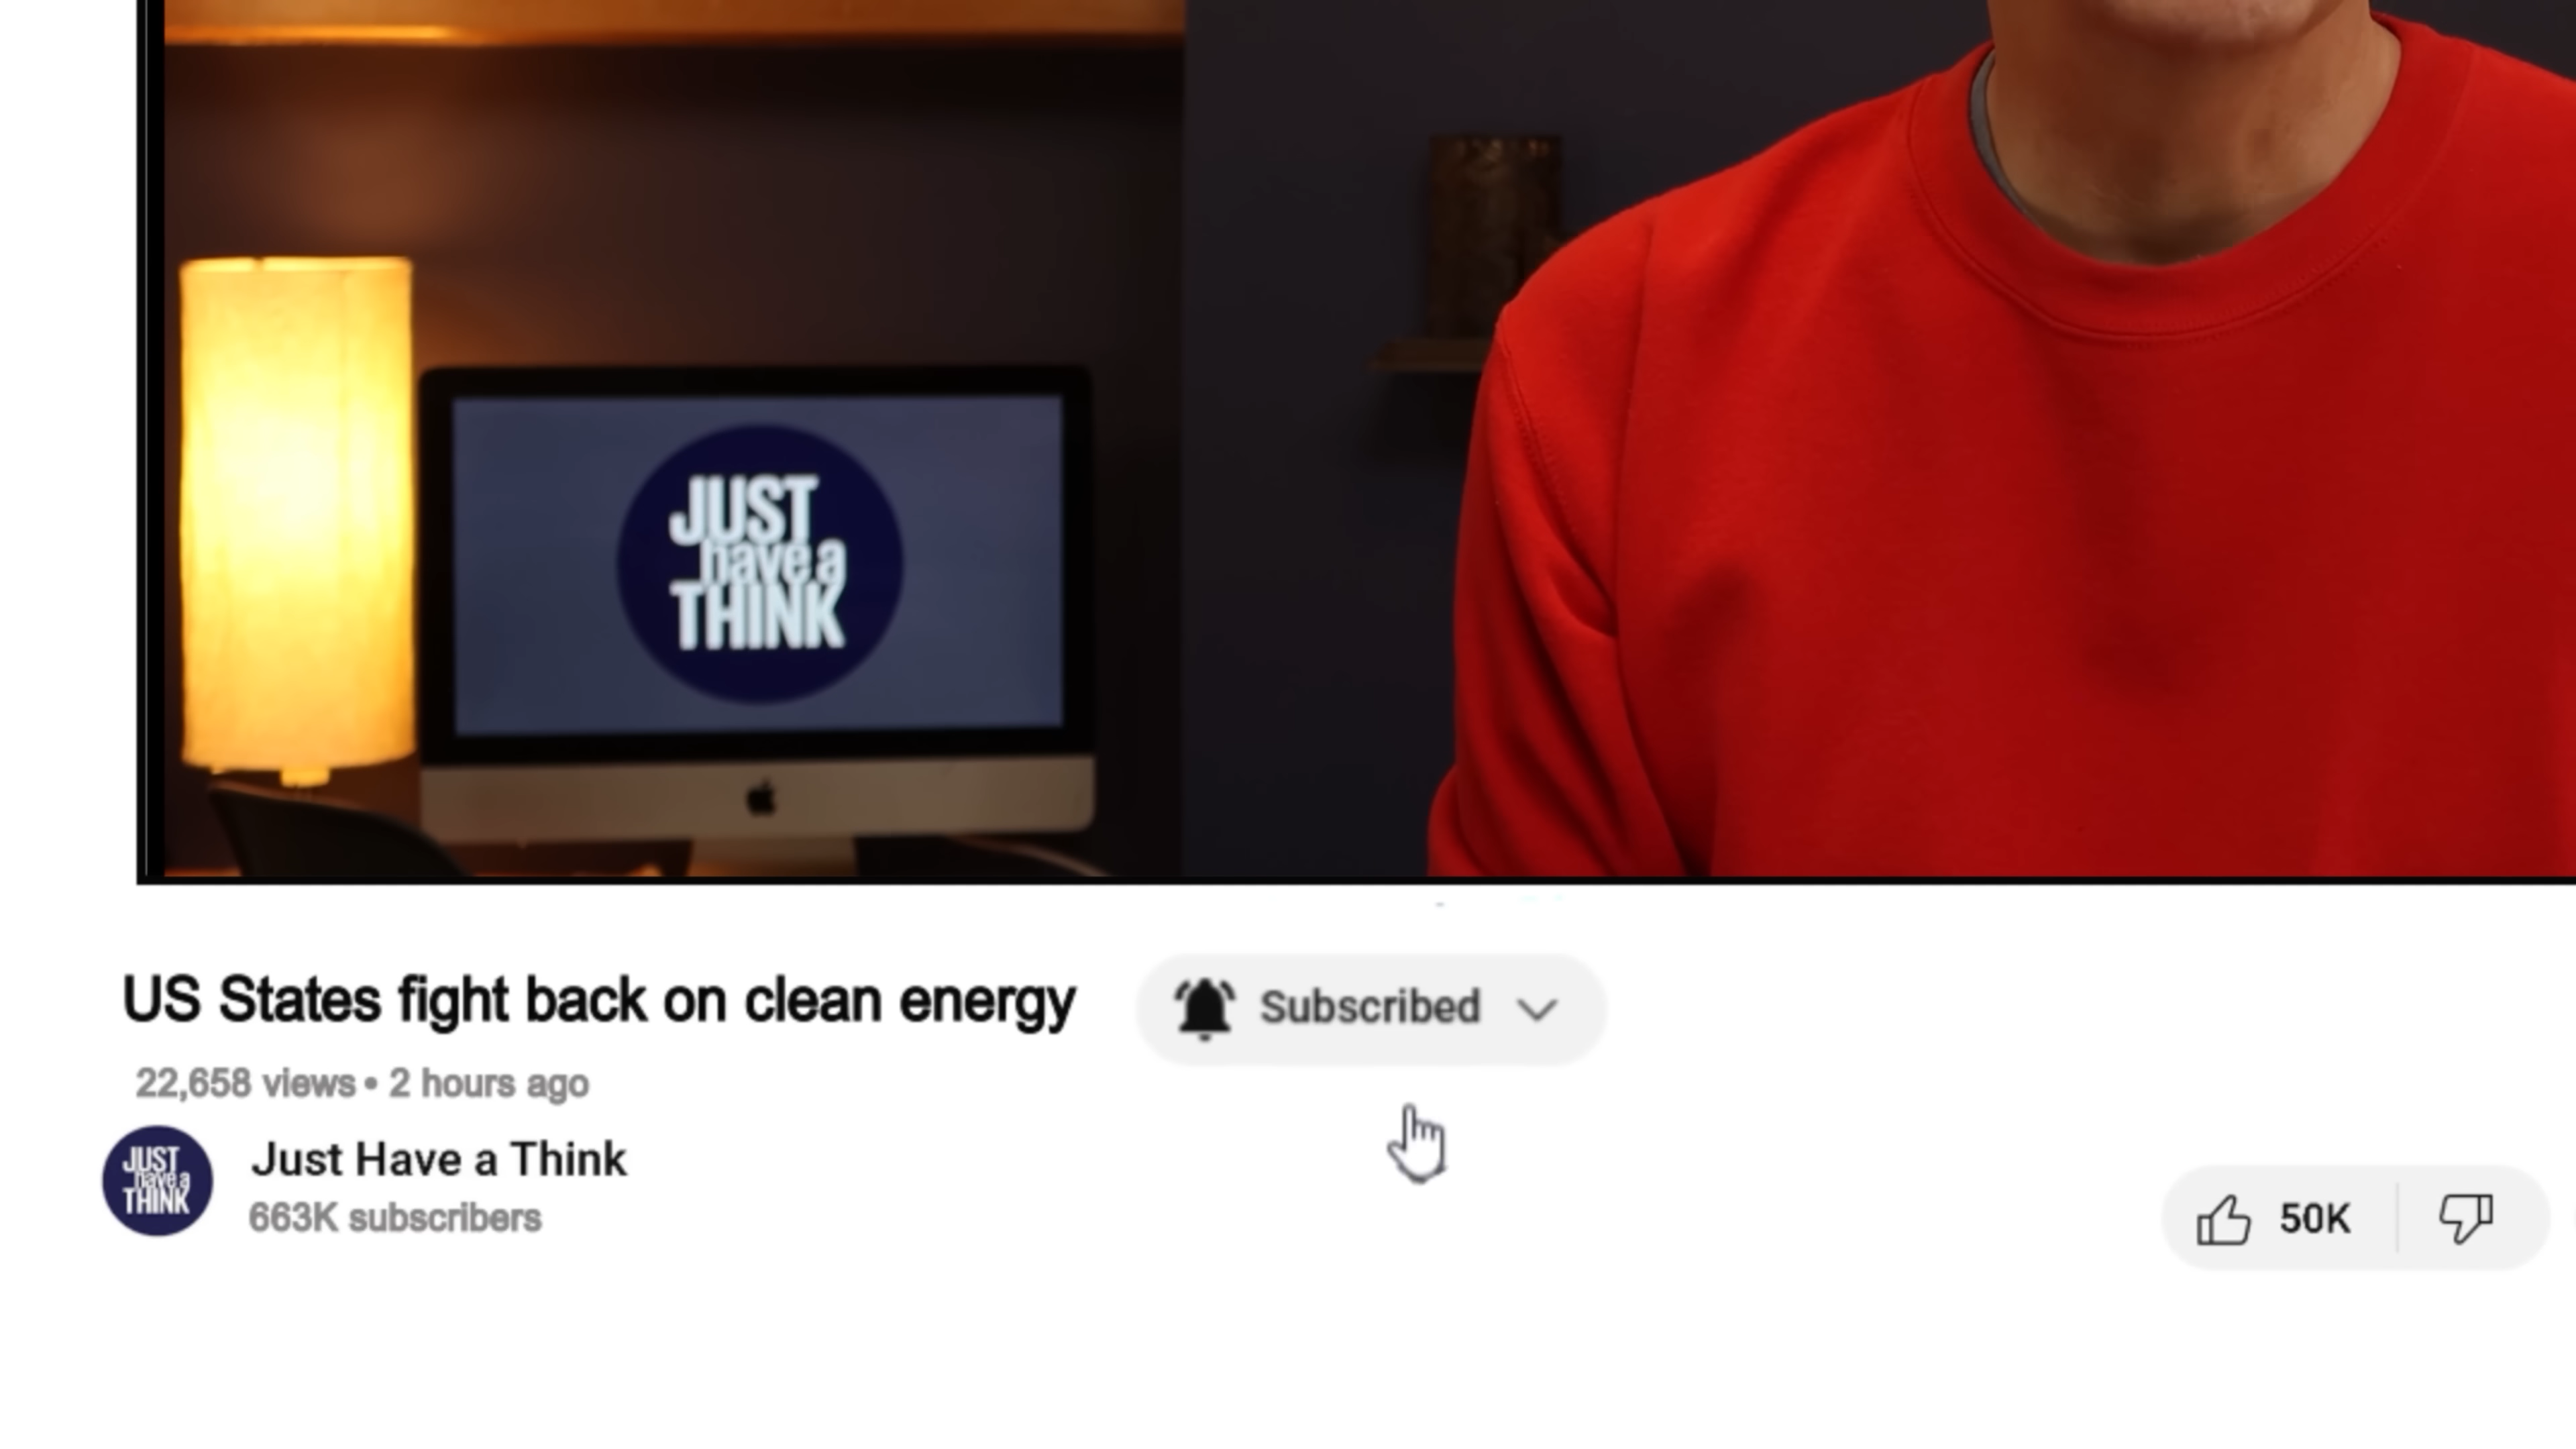 JUST
have a
THINK
US States fight back on clean energy
Subscribed
22,658 views • 2 hours ago
JUST
have a
THINK
Just Have a Think
663K subscribers
50K